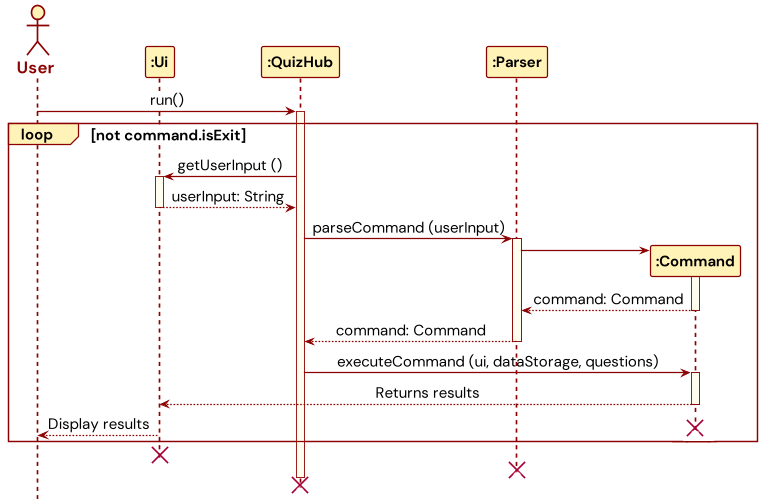 User
:Ui
:QuizHub
:Parser
run()
loop
[not command.isExit]
getUserInput ()
userInput: String
parseCommand (userInput)
:Command
command: Command
command: Command
executeCommand (ui, dataStorage, questions)
Returns results
Display results